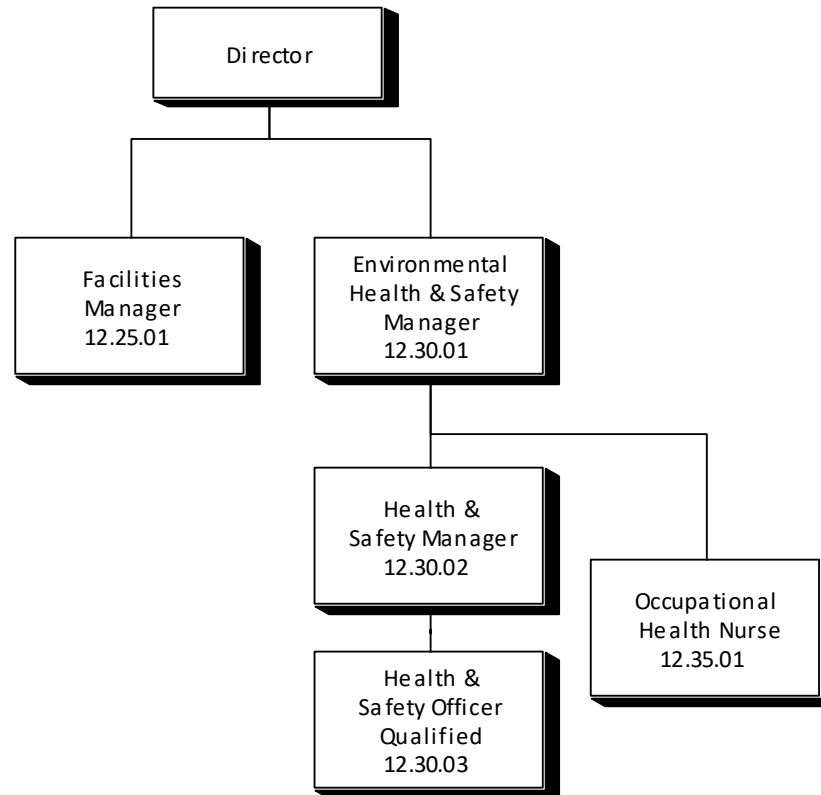 Director
Facilities
Manager
12.25.01
Environmental
Health & Safety
Manager
12.30.01
Health &
Safety Manager
12.30.02
Occupational
Health Nurse
12.35.01
Health &
Safety Officer
Qualified
12.30.03